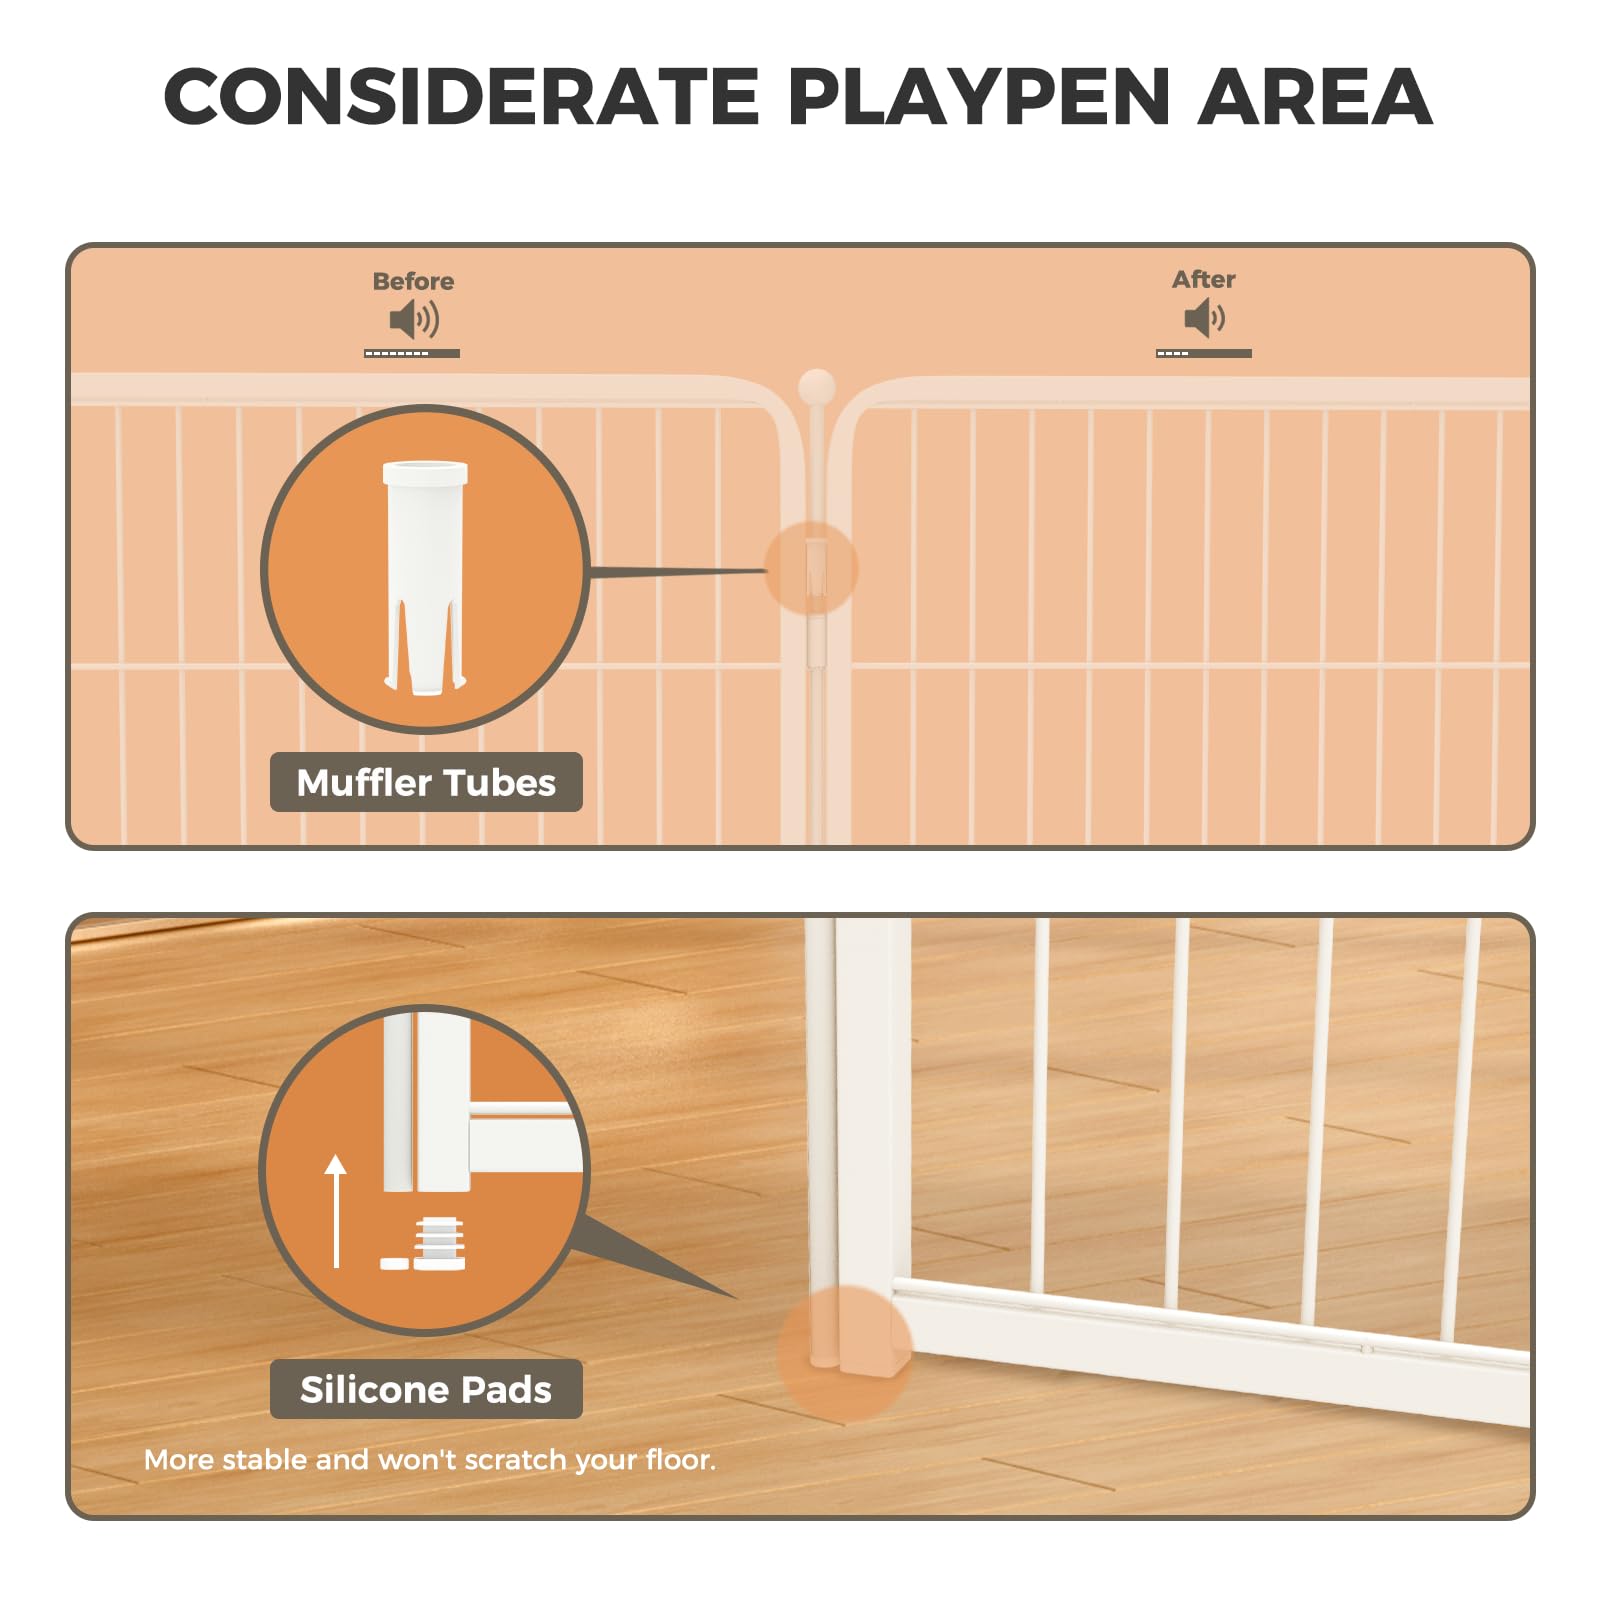 CONSIDERATE PLAYPEN AREA
Before
After
Muffler Tubes
Silicone Pads
More stable and won't scratch your floor.